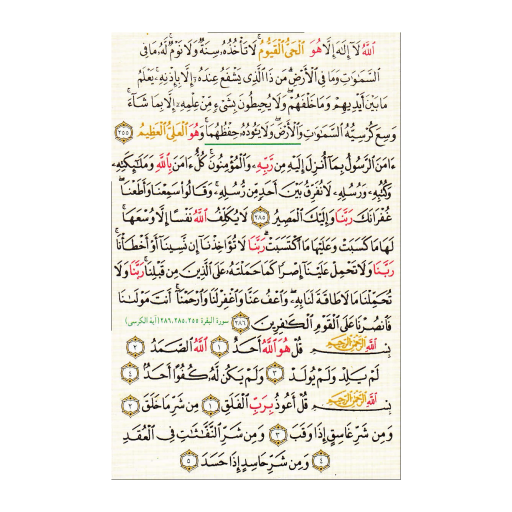 ٱللَّهُ لَآ إِلَٰهَ إِلَّا هُوَ ٱلْحَىُّ ٱلْقَيُّومُ ۚ لَا تَأْخُذُهُۥ سِنَةٌ وَلَا نَوْمٌ ۚ لَّهُۥ مَا فِى
ٱلسَّمَٰوَٰتِ وَمَا فِى ٱلْأَرْضِ ۗ مَن ذَا ٱلَّذِى يَشْفَعُ عِندَهُۥٓ إِلَّا بِإِذْنِهِۦ ۚ يَعْلَمُ
مَا بَيْنَ أَيْدِيهِمْ وَمَا خَلْفَهُمْ ۖ وَلَا يُحِيطُونَ بِشَىْءٍ مِّنْ عِلْمِهِۦٓ إِلَّا بِمَا شَآءَ ۚ
وَسِعَ كُرْسِيُّهُ ٱلسَّمَٰوَٰتِ وَٱلْأَرْضَ ۖ وَلَا يَـُٔودُهُۥ حِفْظُهُمَا ۚ وَهُوَ ٱلْعَلِىُّ ٱلْعَظِيمُ ٢٥٥
ءَامَنَ ٱلرَّسُولُ بِمَآ أُنزِلَ إِلَيْهِ مِن رَّبِّهِۦ وَٱلْمُؤْمِنُونَ ۚ كُلٌّ ءَامَنَ بِٱللَّهِ وَمَلَٰٓئِكَتِهِۦ
وَكُتُبِهِۦ وَرُسُلِهِۦ لَا نُفَرِّقُ بَيْنَ أَحَدٍ مِّن رُّسُلِهِۦ ۚ وَقَالُوا۟ سَمِعْنَا وَأَطَعْنَا ۖ
غُفْرَانَكَ رَبَّنَا وَإِلَيْكَ ٱلْمَصِيرُ ٢٨٥ لَا يُكَلِّفُ ٱللَّهُ نَفْسًا إِلَّا وُسْعَهَا ۚ
لَهَا مَا كَسَبَتْ وَعَلَيْهَا مَا ٱكْتَسَبَتْ ۗ رَبَّنَا لَا تُؤَاخِذْنَآ إِن نَّسِينَآ أَوْ أَخْطَأْنَا ۚ
رَبَّنَا وَلَا تَحْمِلْ عَلَيْنَآ إِصْرًا كَمَا حَمَلْتَهُۥ عَلَى ٱلَّذِينَ مِن قَبْلِنَا ۚ رَبَّنَا وَلَا
تُحَمِّلْنَا مَا لَا طَاقَةَ لَنَا بِهِۦ ۖ وَٱعْفُ عَنَّا وَٱغْفِرْ لَنَا وَٱرْحَمْنَآ ۚ أَنتَ مَوْلَىٰنَا
فَٱنصُرْنَا عَلَى ٱلْقَوْمِ ٱلْكَٰفِرِينَ ٢٨٦ سورة البقرة ٢٥٥، ٢٨٥، ٢٨٦ (آية الكرسي)
بِسْمِ ٱللَّهِ ٱلرَّحْمَٰنِ ٱلرَّحِيمِ قُلْ هُوَ ٱللَّهُ أَحَدٌ ١ ٱللَّهُ ٱلصَّمَدُ ٢
لَمْ يَلِدْ وَلَمْ يُولَدْ ٣ وَلَمْ يَكُن لَّهُۥ كُفُوًا أَحَدٌۢ ٤
بِسْمِ ٱللَّهِ ٱلرَّحْمَٰنِ ٱلرَّحِيمِ قُلْ أَعُوذُ بِرَبِّ ٱلْفَلَقِ ١ مِن شَرِّ مَا خَلَقَ ٢
وَمِن شَرِّ غَاسِقٍ إِذَا وَقَبَ ٣ وَمِن شَرِّ ٱلنَّفَّٰثَٰتِ فِى ٱلْعُقَدِ
٤ وَمِن شَرِّ حَاسِدٍ إِذَا حَسَدَ ٥